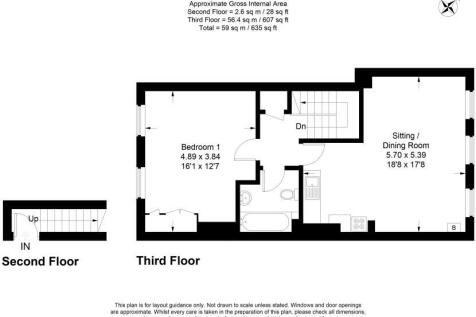 Approximate Gross Internal Area
Second Floor = 2.6 sq m / 28 sq ft
Third Floor = 56.4 sq m / 607 sq ft
Total = 59 sq m / 635 sq ft
Dn
Sitting /
Dining Room
5.70 x 5.39
18'8 x 17'8
Bedroom 1
4.89 x 3.84
16'1 x 12'7
Up
IN
B
Second Floor
Third Floor
This plan is for layout guidance only. Not drawn to scale unless stated. Windows and door openings
are approximate. Whilst every care is taken in the preparation of this plan, please check all dimensions,